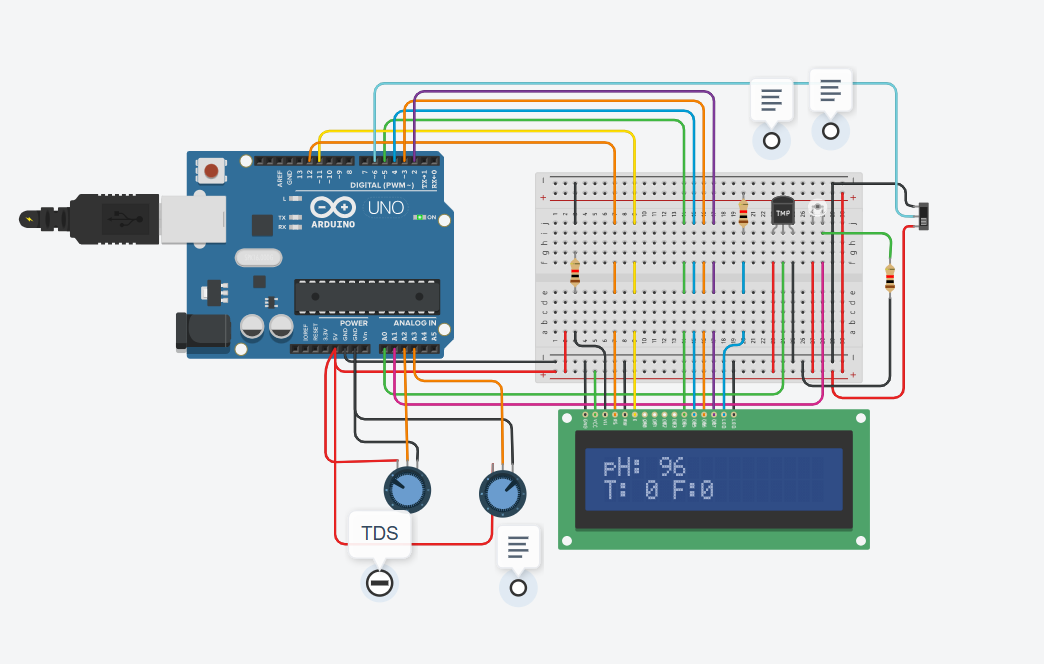 AREF
GND
13
12
~11
~10
~9
8
7
~6
~5
4
~3
2
TX→1
RX←0
DIGITAL (PWM~)
L
TX
RX
UNO
ARDUINO
ON
TMP
POWER
ANALOG IN
IOREF
RESET
3.3V
5V
GND
GND
Vin
A0
A1
A2
A3
A4
A5
pH: 96
T: 0 F:0
TDS